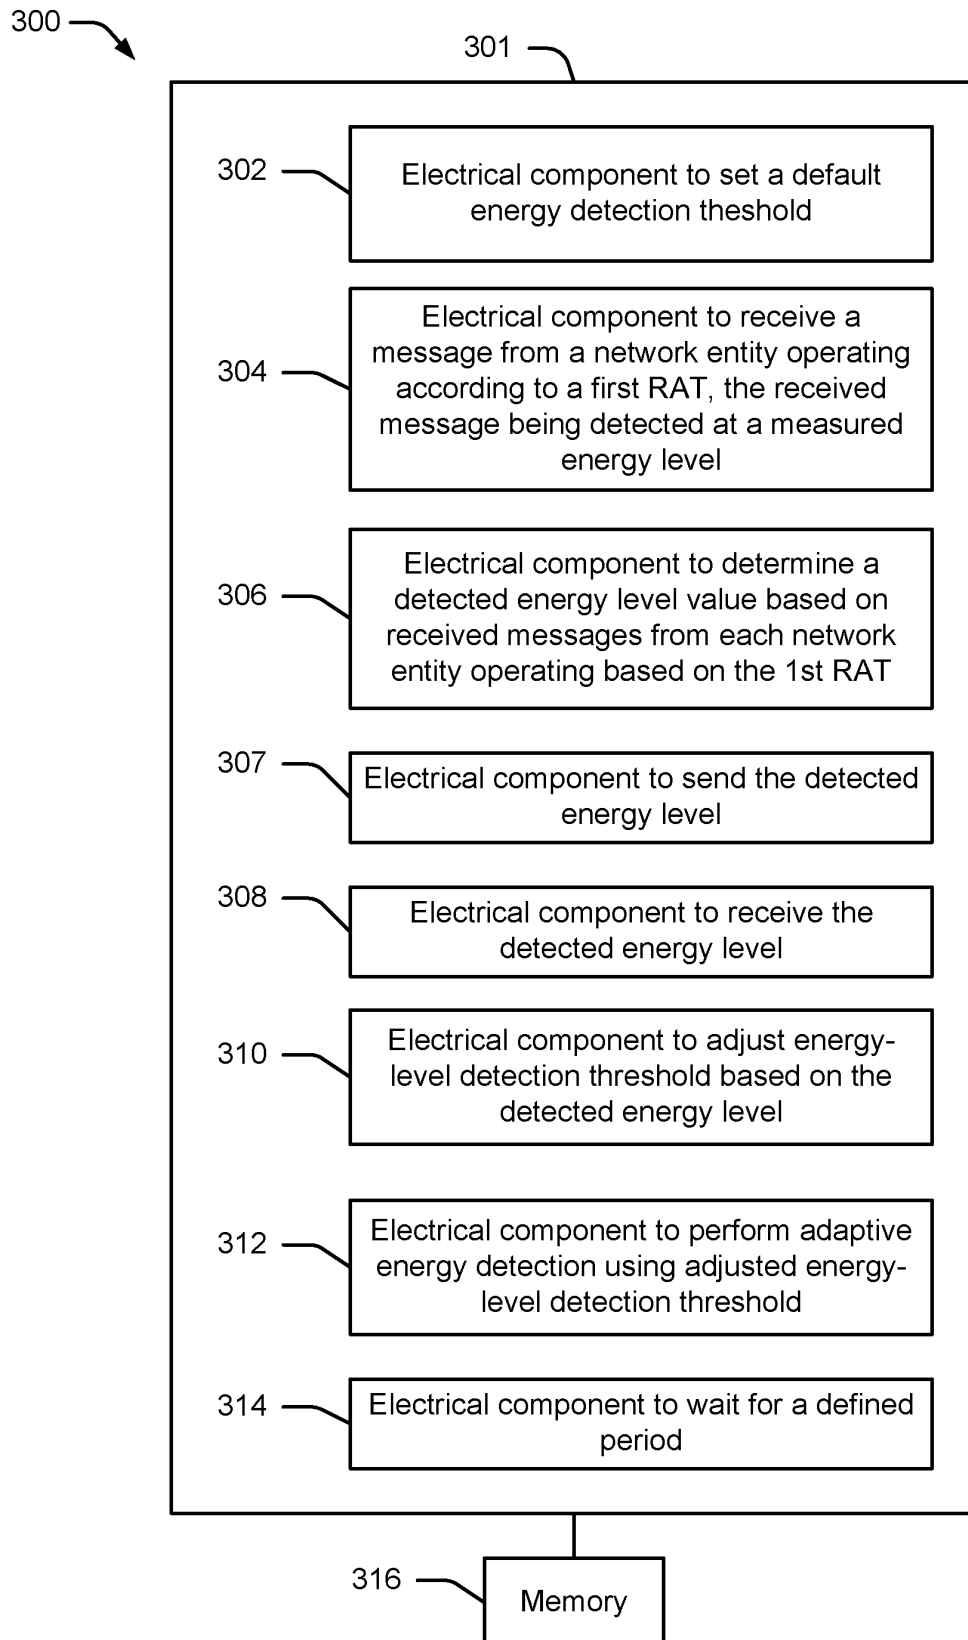 300
301
302
Electrical component to set a default
energy detection theshold
304
Electrical component to receive a
message from a network entity operating
according to a first RAT, the received
message being detected at a measured
energy level
306
Electrical component to determine a
detected energy level value based on
received messages from each network
entity operating based on the 1st RAT
307
Electrical component to send the detected
energy level
308
Electrical component to receive the
detected energy level
310
Electrical component to adjust energy-
level detection threshold based on the
detected energy level
312
Electrical component to perform adaptive
energy detection using adjusted energy-
level detection threshold
314
Electrical component to wait for a defined
period
316
Memory